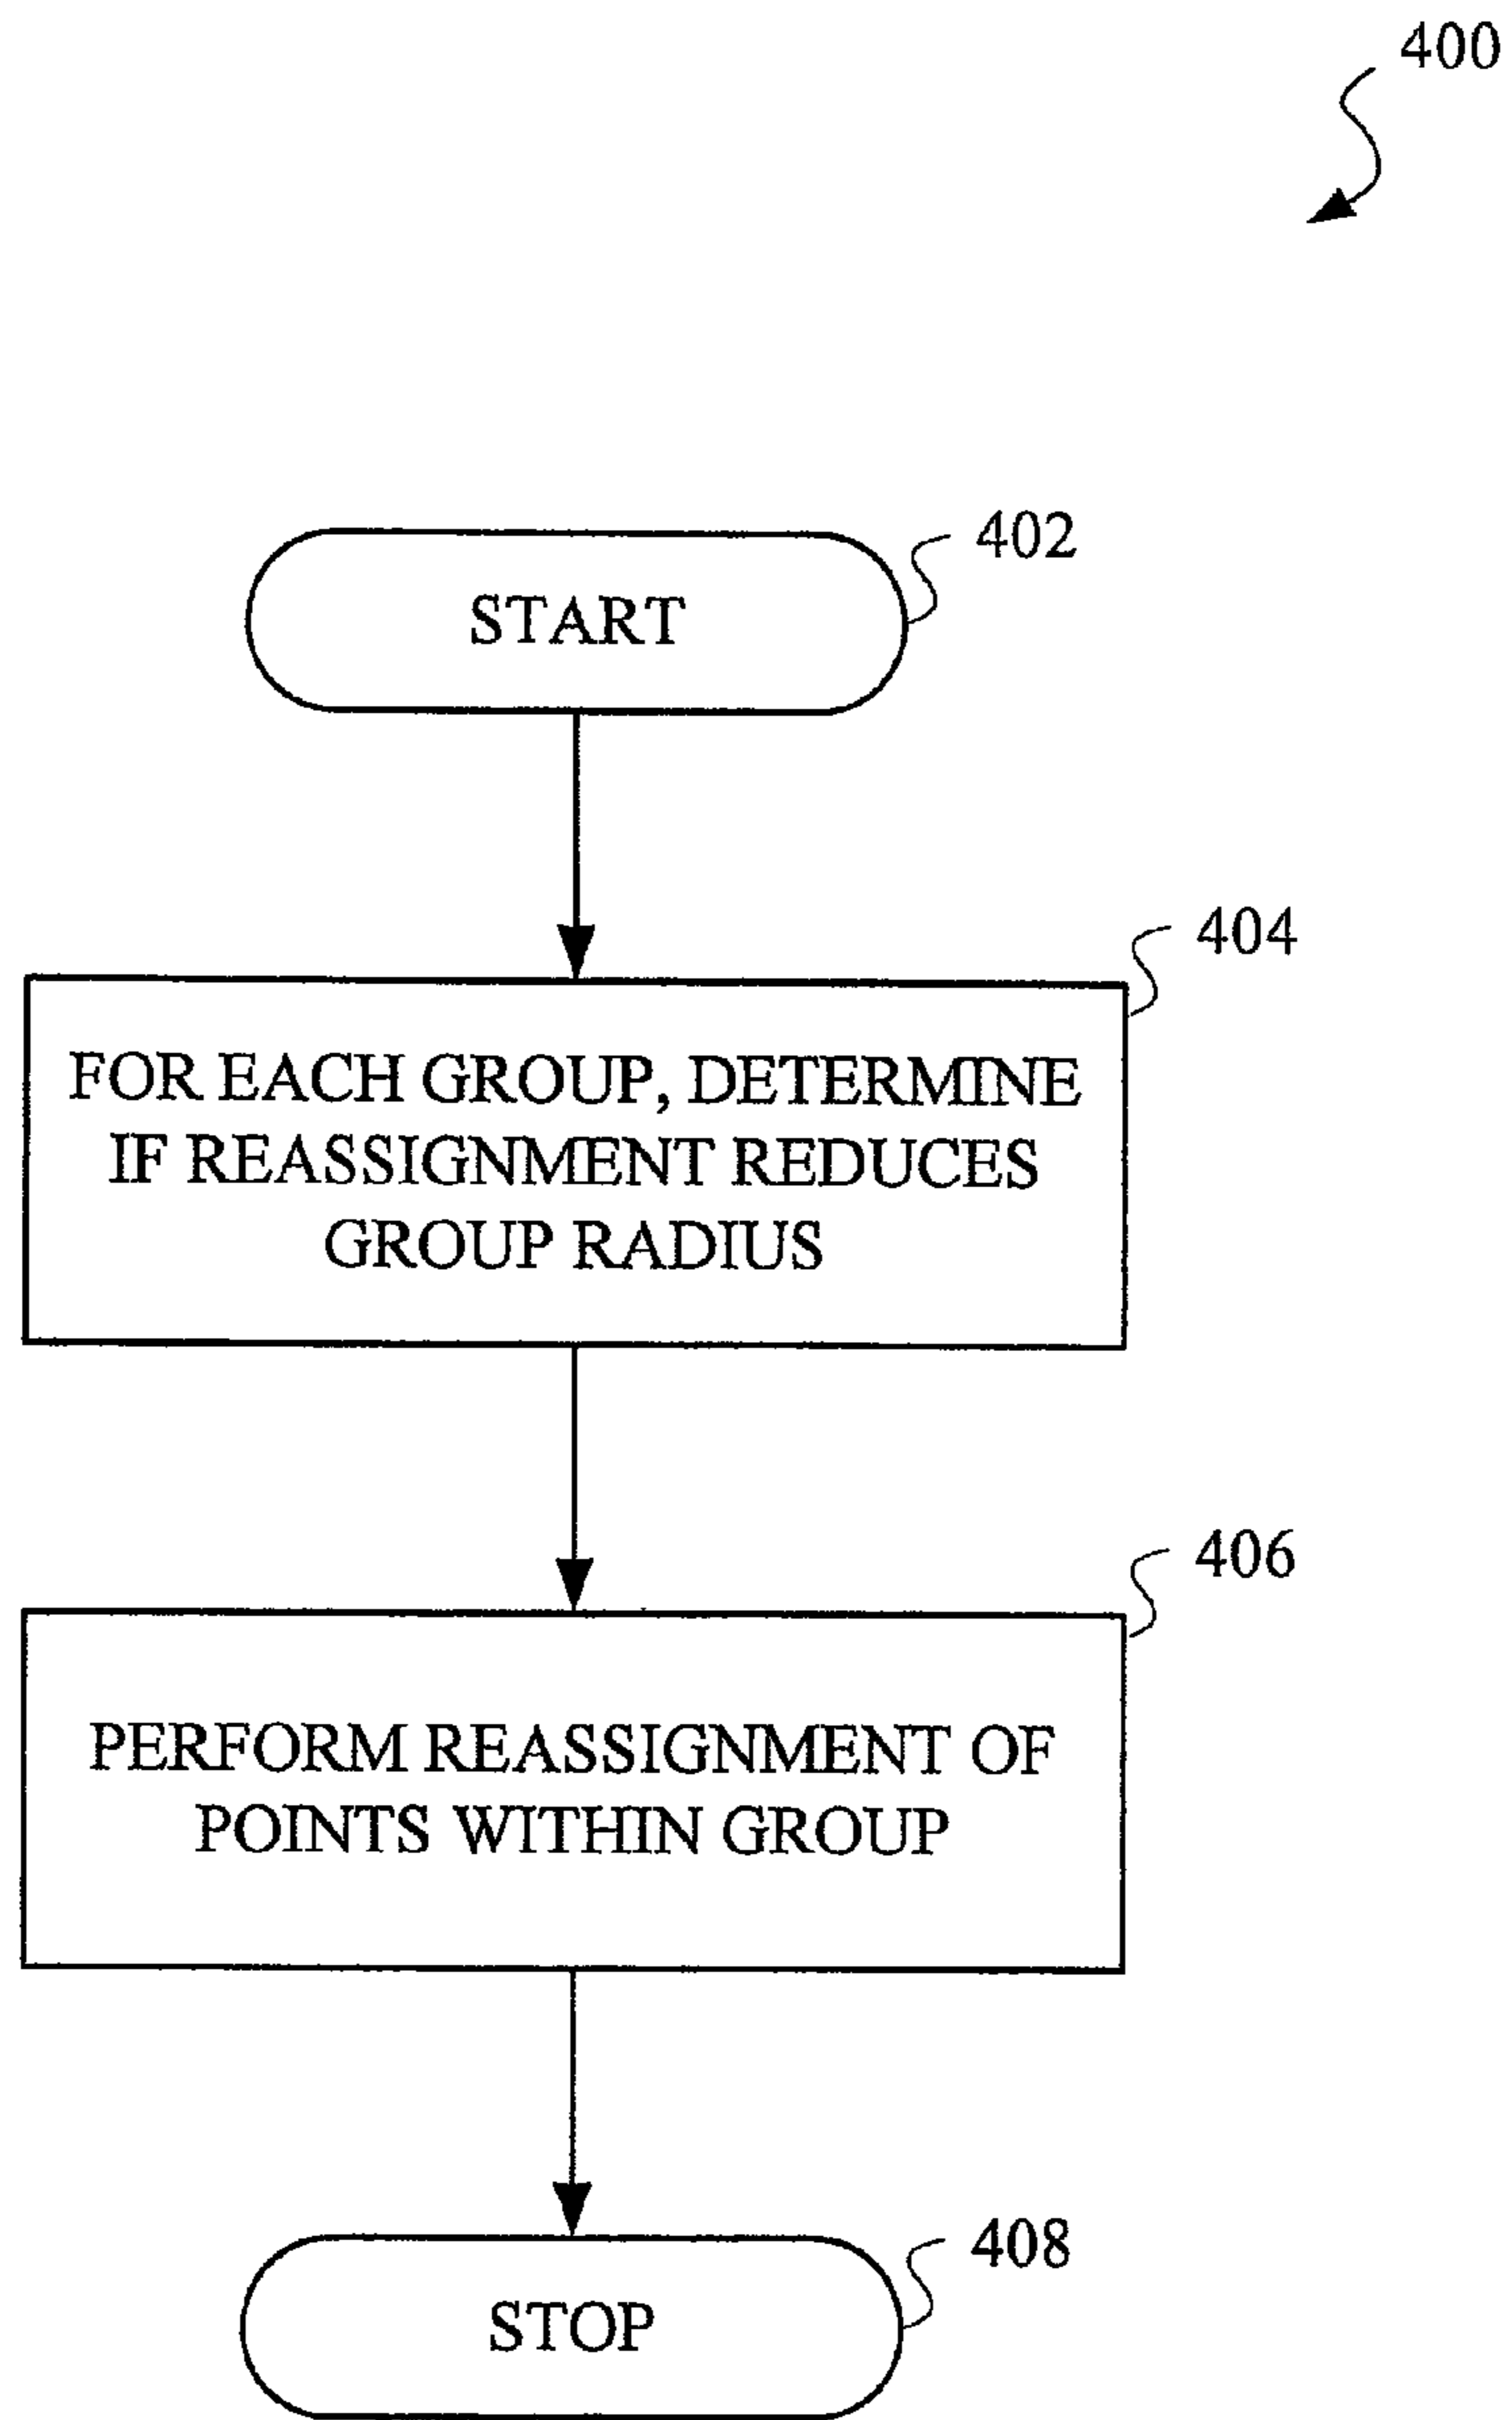 400
START
402
404
FOR EACH GROUP, DETERMINE
IF REASSIGNMENT REDUCES
GROUP RADIUS
406
PERFORM REASSIGNMENT OF
POINTS WITHIN GROUP
408
STOP